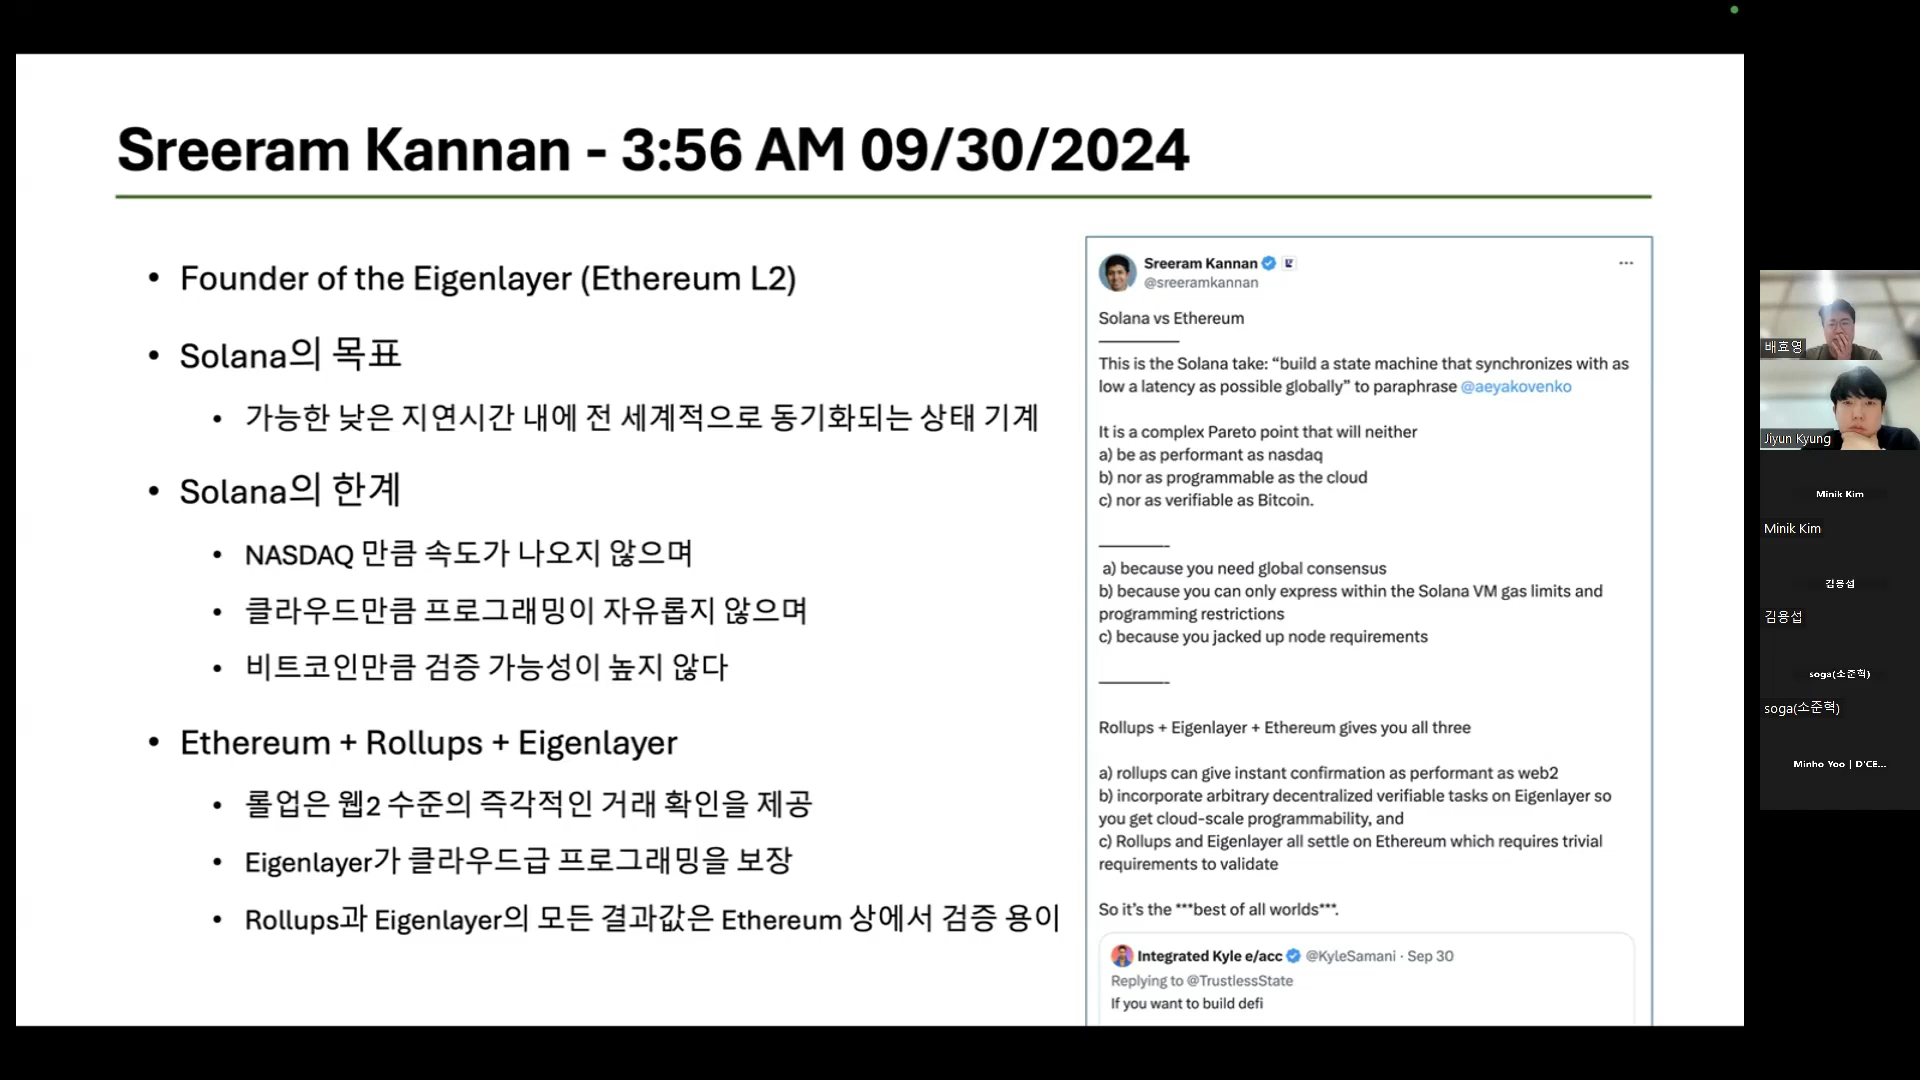 Sreeram Kannan - 3:56 AM 09/30/2024
• Founder of the Eigenlayer (Ethereum L2)
• Solana의 목표
• 가능한 낮은 지연시간 내에 전 세계적으로 동기화되는 상태 기계
• Solana의 한계
• NASDAQ 만큼 속도가 나오지 않으며
• 클라우드만큼 프로그래밍이 자유롭지 않으며
• 비트코인만큼 검증 가능성이 높지 않다
• Ethereum + Rollups + Eigenlayer
• 롤업은 웹2 수준의 즉각적인 거래 확인을 제공
• Eigenlayer가 클라우드급 프로그래밍을 보장
• Rollups과 Eigenlayer의 모든 결과값은 Ethereum 상에서 검증 용이
Sreeram Kannan
@sreeramkannan
Solana vs Ethereum
This is the Solana take: “build a state machine that synchronizes with as
low a latency as possible globally” to paraphrase @aeyakovenko
It is a complex Pareto point that will neither
a) be as performant as nasdaq
b) nor as programmable as the cloud
c) nor as verifiable as Bitcoin.
a) because you need global consensus
b) because you can only express within the Solana VM gas limits and
programming restrictions
c) because you jacked up node requirements
Rollups + Eigenlayer + Ethereum gives you all three
a) rollups can give instant confirmation as performant as web2
b) incorporate arbitrary decentralized verifiable tasks on Eigenlayer so
you get cloud-scale programmability, and
c) Rollups and Eigenlayer all settle on Ethereum which requires trivial
requirements to validate
So it’s the ***best of all worlds***.
Integrated Kyle e/acc @KyleSamani · Sep 30
Replying to @TrustlessState
If you want to build defi
배효영
Jiyun Kyung
Minik Kim
Minik Kim
김용섭
김용섭
soga(소준혁)
soga(소준혁)
Minho Yoo | D'CE...